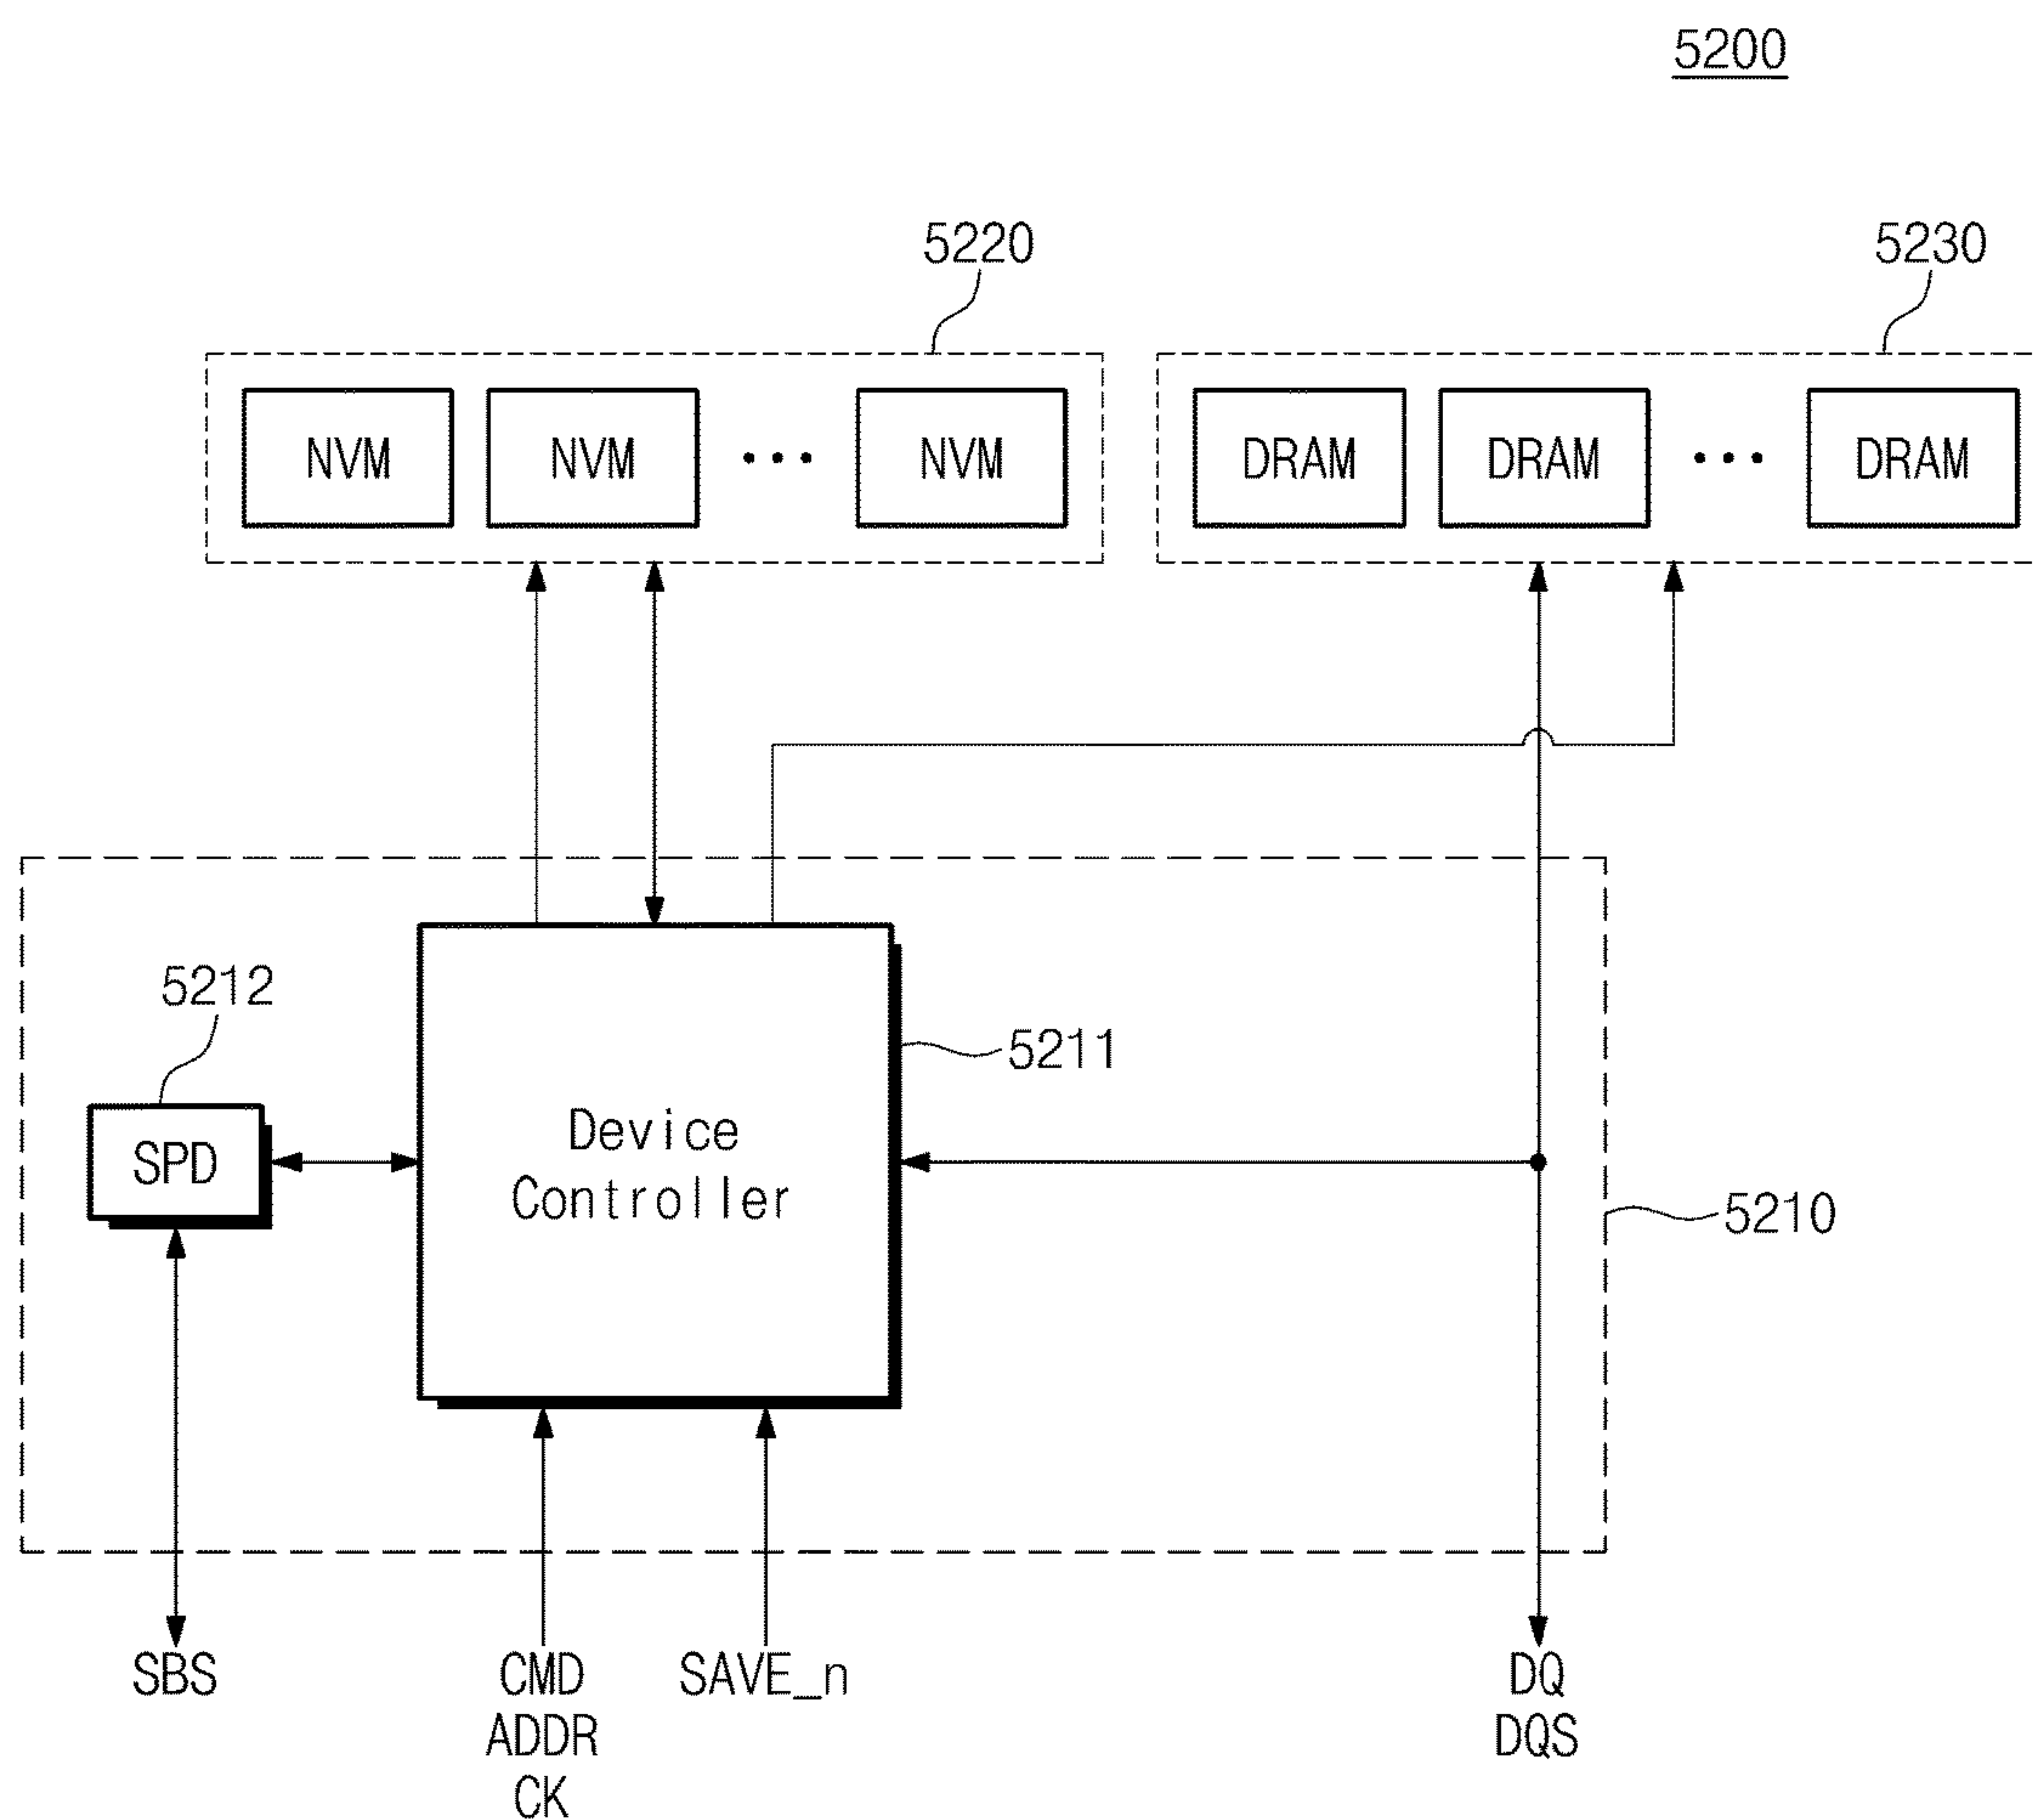 5200
5220
5230
NVM
NVM
NVM
DRAM
DRAM
DRAM
5212
5211
SPD
Device
Controller
5210
SBS
CMD
ADDR
CK
SAVE_n
DQ
DQS